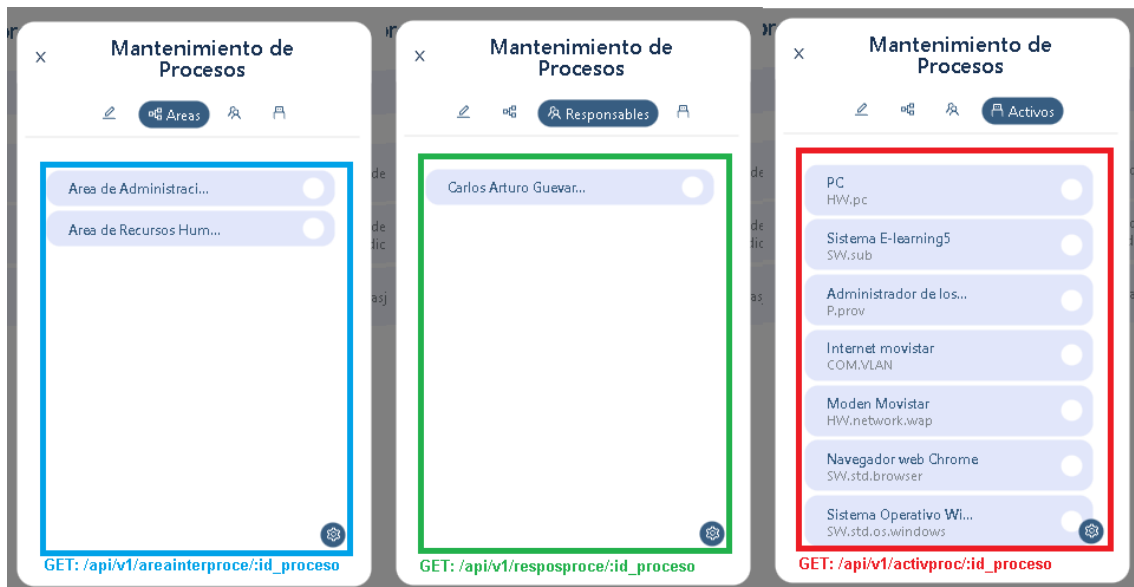 Mantenimiento de
Procesos
X
Areas
Area de Administraci...
Area de Recursos Hum...
GET: /api/v1/areainterproce/:id_proceso
Mantenimiento de
Procesos
X
Responsables
Carlos Arturo Guevar...
GET: /api/v1/resposproce/:id_proceso
Mantenimiento de
Procesos
X
Activos
PC
HW.pc
Sistema E-learning5
SW.sub
Administrador de los...
P.prov
Internet movistar
COM.VLAN
Moden Movistar
HW.network.wap
Navegador web Chrome
SW.std.browser
Sistema Operativo Wi...
SW.std.os.windows
GET: /api/v1/activproc/:id_proceso